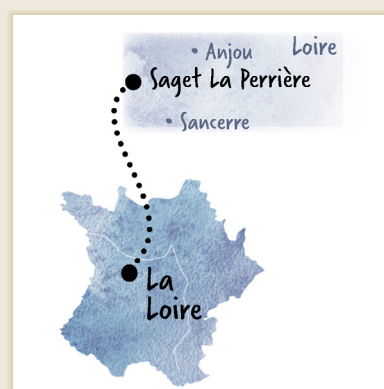 Loire
• Anjou
Saget La Perrière
• Sancerre
La
Loire